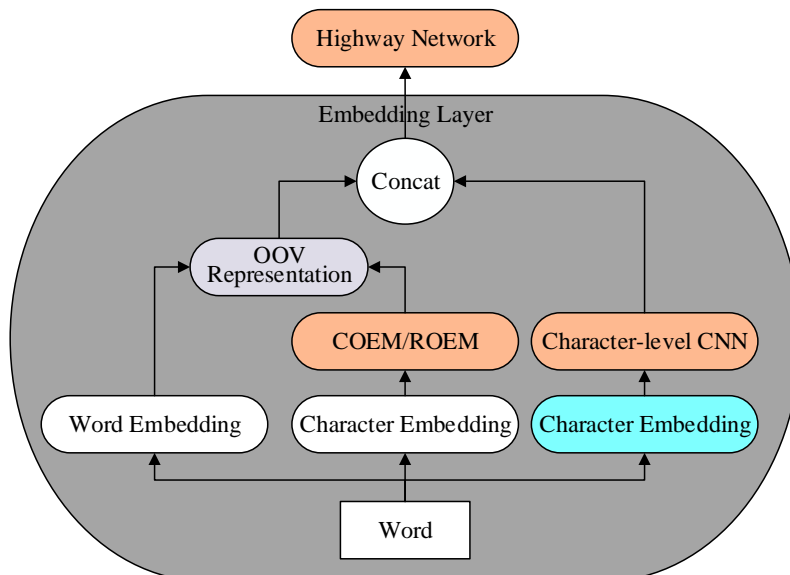 Highway Network
Embedding Layer
Concat
OOV
Representation
COEM/ROEM
Character-level CNN
Word Embedding
Character Embedding
Character Embedding
Word